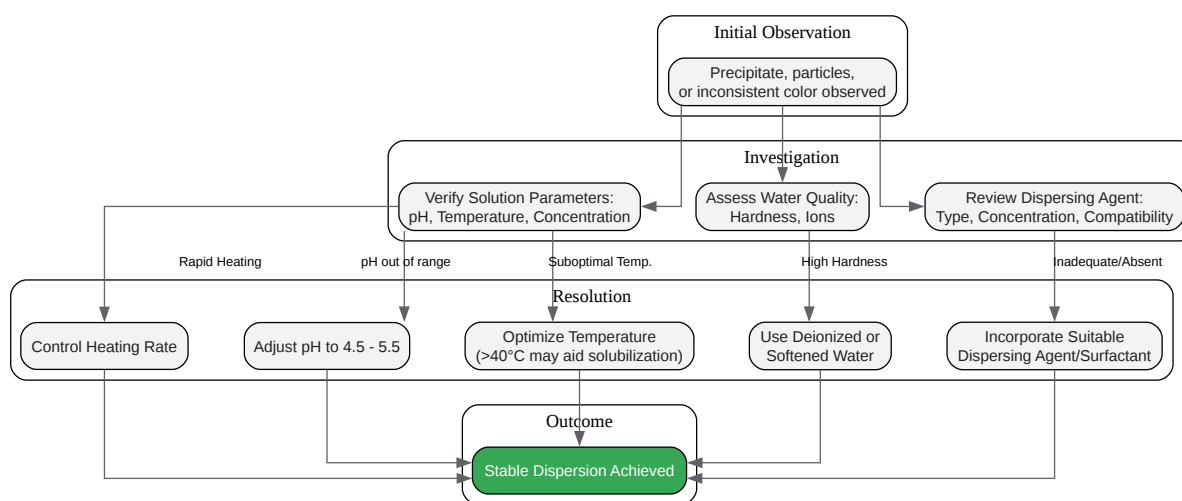 Initial Observation
Precipitate, particles,
or inconsistent color observed
Investigation
Verify Solution Parameters:
pH, Temperature, Concentration
Assess Water Quality:
Hardness, Ions
Review Dispersing Agent:
Type, Concentration, Compatibility
Rapid Heating
pH out of range
Suboptimal Temp.
High Hardness
Inadequate/Absent
Resolution
Control Heating Rate
Adjust pH to 4.5 - 5.5
Optimize Temperature
(>40°C may aid solubilization)
Use Deionized or
Softened Water
Incorporate Suitable
Dispersing Agent/Surfactant
Outcome
Stable Dispersion Achieved